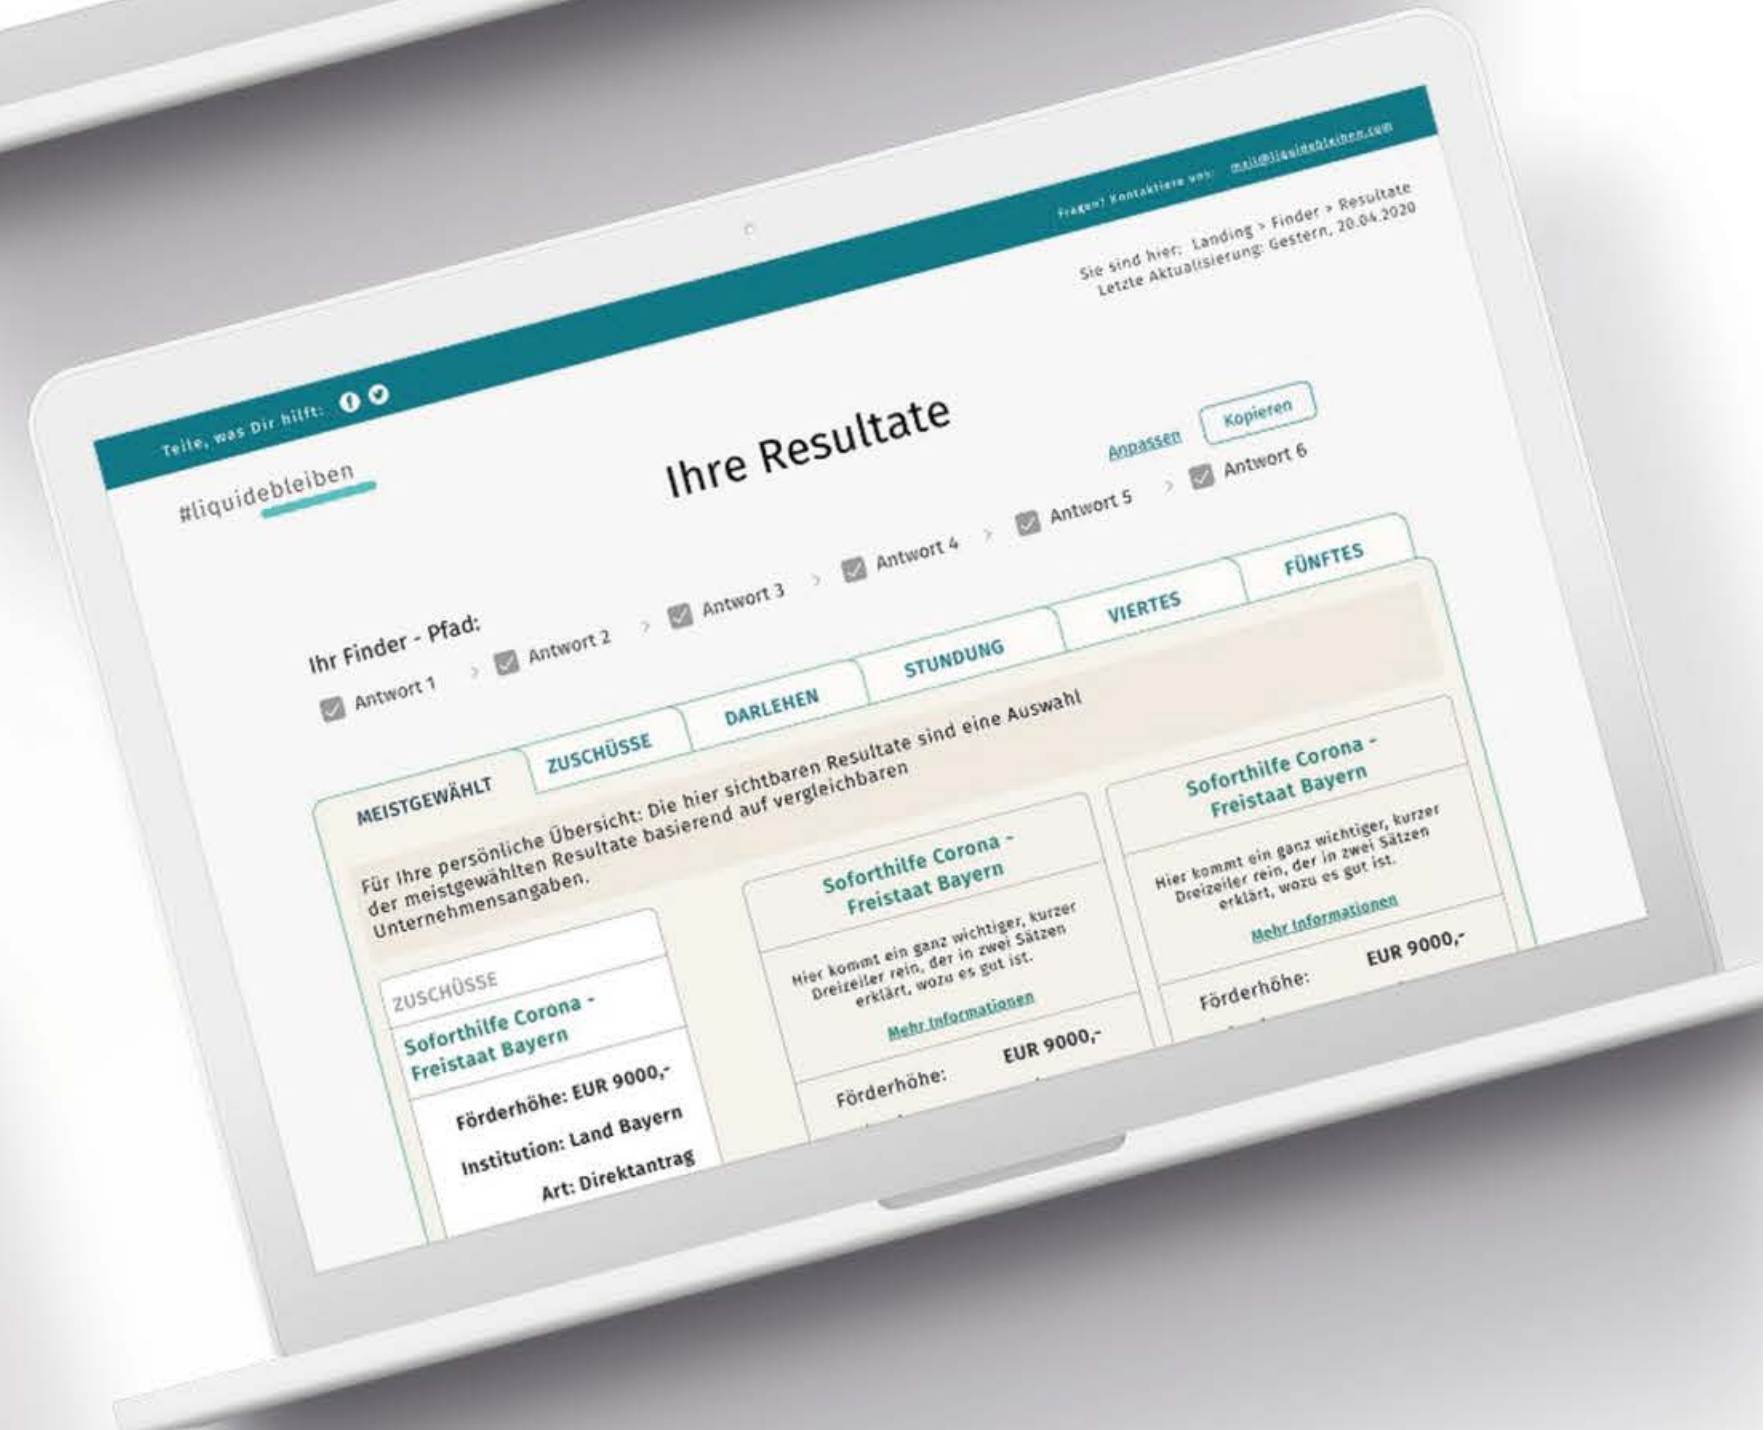 Teile, was Dir hilft:
Fragen? Kontaktiere uns: mail@liquidebleiben.com
#liquidebleiben
Sie sind hier: Landing > Finder > Resultate
Letzte Aktualisierung: Gestern, 20.04.2020
Ihre Resultate
Anpassen
Kopieren
Ihr Finder - Pfad:
Antwort 1 > Antwort 2 > Antwort 3 > Antwort 4 > Antwort 5 > Antwort 6
MEISTGEWÄHLT
ZUSCHÜSSE
DARLEHEN
STUNDUNG
VIERTES
FÜNFTES
Für Ihre persönliche Übersicht: Die hier sichtbaren Resultate sind eine Auswahl
der meistgewählten Resultate basierend auf vergleichbaren
Unternehmensangaben.
ZUSCHÜSSE
Soforthilfe Corona -
Freistaat Bayern
Förderhöhe: EUR 9000,-
Institution: Land Bayern
Art: Direktantrag
Soforthilfe Corona -
Freistaat Bayern
Hier kommt ein ganz wichtiger, kurzer
Dreizeiler rein, der in zwei Sätzen
erklärt, wozu es gut ist.
Mehr Informationen
Förderhöhe: EUR 9000,-
Soforthilfe Corona -
Freistaat Bayern
Hier kommt ein ganz wichtiger, kurzer
Dreizeiler rein, der in zwei Sätzen
erklärt, wozu es gut ist.
Mehr Informationen
Förderhöhe: EUR 9000,-